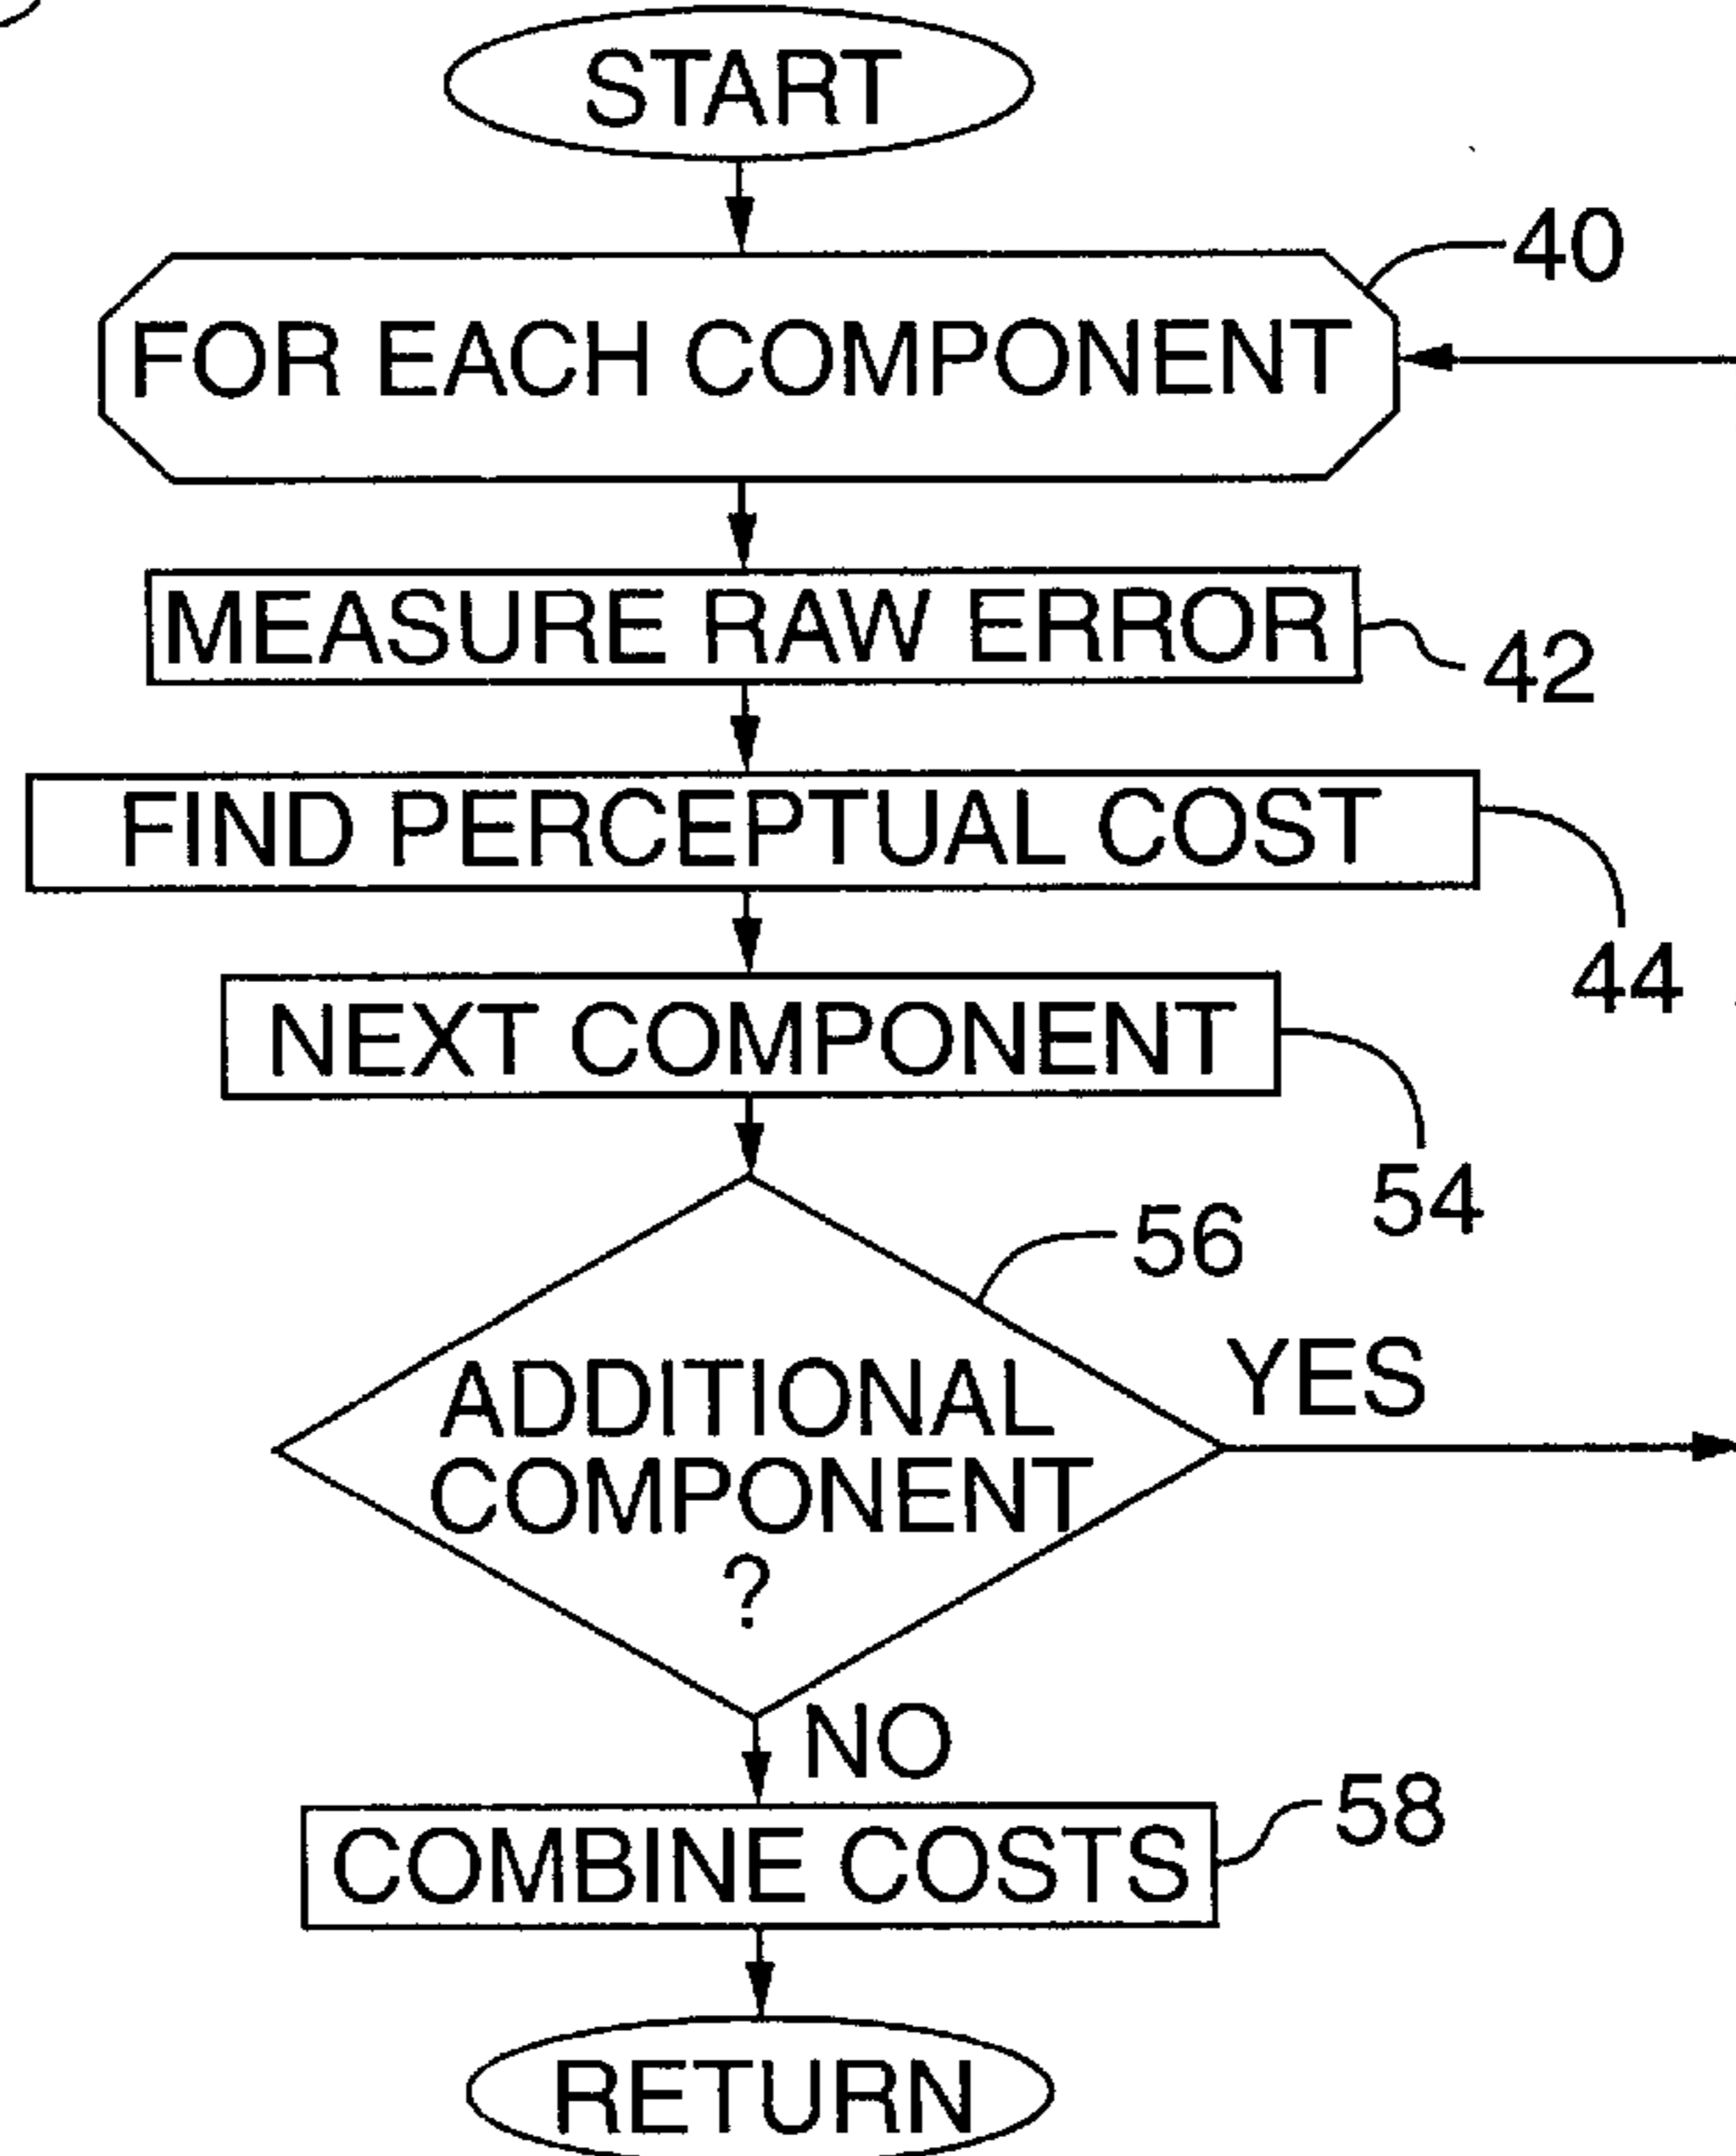 START
40
FOR EACH COMPONENT
MEASURE RAW ERROR
42
FIND PERCEPTUAL COST
44
NEXT COMPONENT
54
56
ADDITIONAL
COMPONENT
?
YES
NO
COMBINE COSTS
58
RETURN